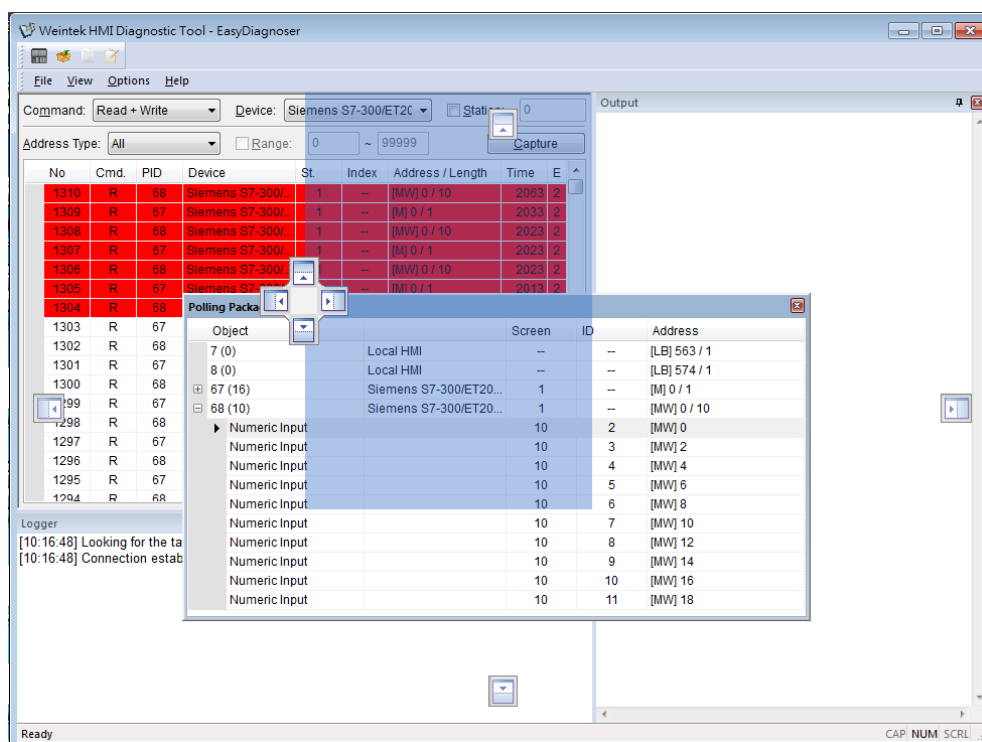 Weintek HMI Diagnostic Tool - EasyDiagnoser
File View Options Help
Command: Read + Write Device: Siemens S7-300/ET20 Station: 0
Address Type: All Range: 0 ~ 99999 Capture
No Cmd. PID Device St. Index Address / Length Time E
1310 R 68 Siemens S7-300/... 1 -- [MW] 0 / 10 2063 2
1309 R 67 Siemens S7-300/... 1 -- [M] 0 / 1 2033 2
1308 R 68 Siemens S7-300/... 1 -- [MW] 0 / 10 2023 2
1307 R 67 Siemens S7-300/... 1 -- [M] 0 / 1 2023 2
1306 R 68 Siemens S7-300/... -- [MW] 0 / 10 2023 2
1305 R 67 Siemens -- [M] 0 / 1 2013 2
1304 R 68
1303 R 67
1302 R 68
1301 R 67
1300 R 68
R 67
1298 R 68
1297 R 67
1296 R 68
1295 R 67
1294 R 68
Polling
Object Screen ID Address
7 (0) Local HMI -- -- [LB] 563 / 1
8 (0) Local HMI -- -- [LB] 574 / 1
67 (16) Siemens S7-300/ET20... 1 -- [M] 0 / 1
68 (10) Siemens S7-300/ET20... 1 -- [MW] 0 / 10
Numeric Input 10 2 [MW] 0
Numeric Input 10 3 [MW] 2
Numeric Input 10 4 [MW] 4
Numeric Input 10 5 [MW] 6
Numeric Input 10 6 [MW] 8
Numeric Input 10 7 [MW] 10
Numeric Input 10 8 [MW] 12
Numeric Input 10 9 [MW] 14
Numeric Input 10 10 [MW] 16
Numeric Input 10 11 [MW] 18
Logger
[10:16:48] Looking for the
[10:16:48] Connection
Output
Ready
CAP NUM SCRL